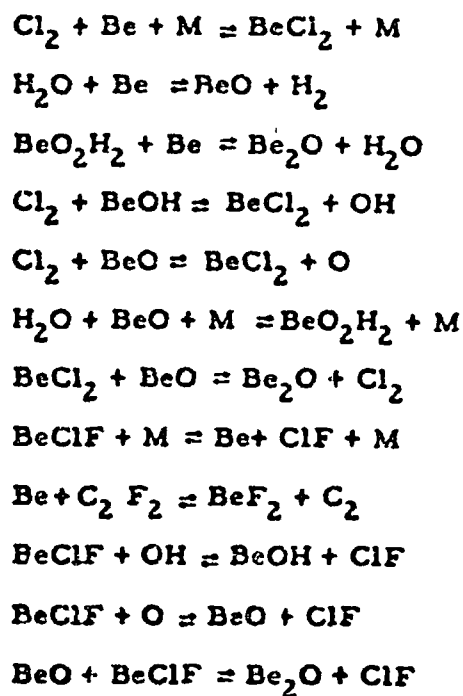 Cl₂ + Be + M ⇌ BeCl₂ + M
H₂O + Be ⇌ BeO + H₂
BeO₂H₂ + Be ⇌ Be₂O + H₂O
Cl₂ + BeOH ⇌ BeCl₂ + OH
Cl₂ + BeO ⇌ BeCl₂ + O
H₂O + BeO + M ⇌ BeO₂H₂ + M
BeCl₂ + BeO ⇌ Be₂O + Cl₂
BeClF + M ⇌ Be + ClF + M
Be + C₂ F₂ ⇌ BeF₂ + C₂
BeClF + OH ⇌ BeOH + ClF
BeClF + O ⇌ BeO + ClF
BeO + BeClF ⇌ Be₂O + ClF